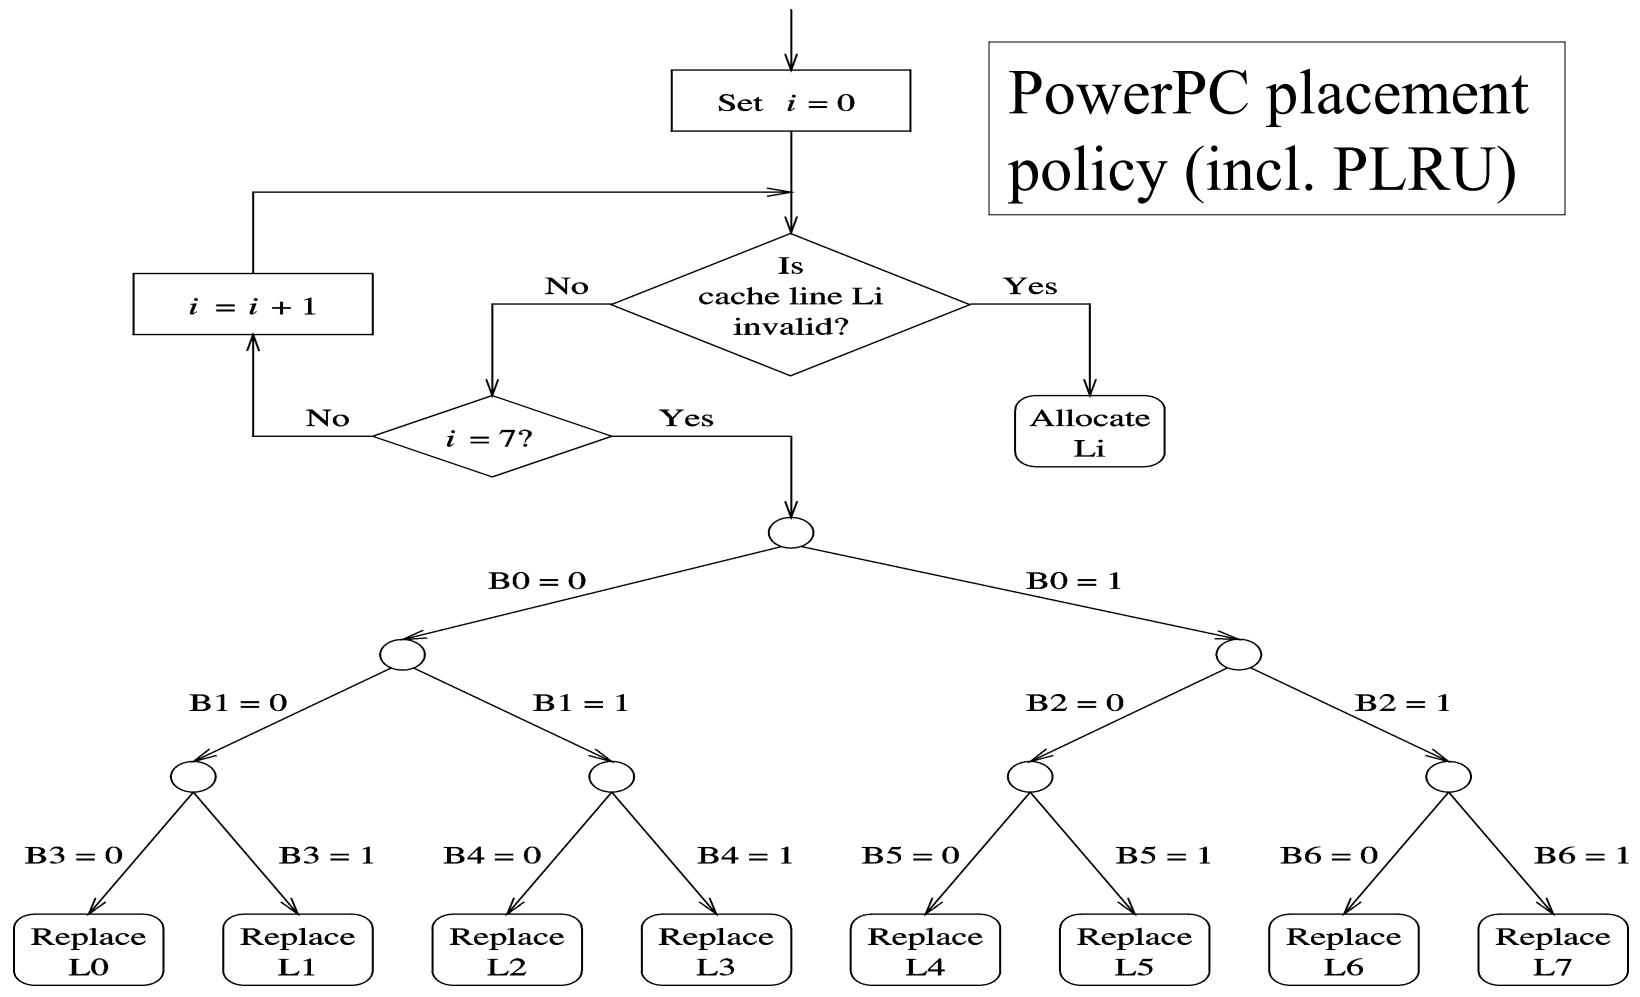 PowerPC placement
policy (incl. PLRU)
Set i = 0
Is
cache line Li
invalid?
No
Yes
i = i + 1
Allocate
Li
No
i = 7?
Yes
B0 = 0
B0 = 1
B1 = 0
B1 = 1
B2 = 0
B2 = 1
B3 = 0
B3 = 1
B4 = 0
B4 = 1
B5 = 0
B5 = 1
B6 = 0
B6 = 1
Replace
L0
Replace
L1
Replace
L2
Replace
L3
Replace
L4
Replace
L5
Replace
L6
Replace
L7